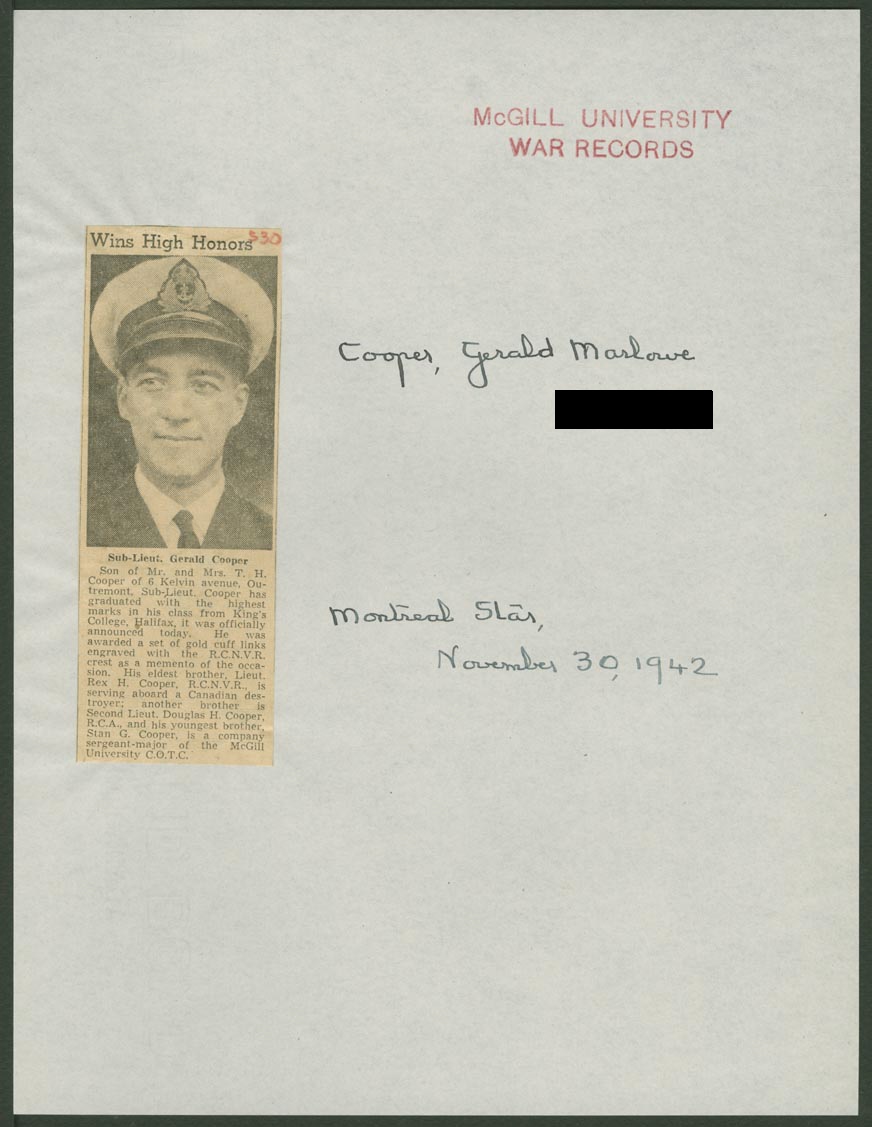 McGILL UNIVERSITY
WAR RECORDS
Wins High Honors
S30
Cooper, Gerald Marlowe
Montreal Star,
November 30, 1942
Sub-Lieut. Gerald Cooper
Son of Mr. and Mrs. T. H.
Cooper of 6 Kelvin avenue, Ou-
tremont, Sub-Lieut. Cooper has
graduated with the highest
marks in his class from King's
College, Halifax, it was officially
announced today. He was
awarded a set of gold cuff links
engraved with the R.C.N.V.R.
crest as a memento of the occa-
sion. His eldest brother, Lieut.
Rex H. Cooper, R.C.N.V.R., is
serving aboard a Canadian des-
troyer; another brother is
Second Lieut. Douglas H. Cooper,
R.C.A., and his youngest brother,
Stan G. Cooper, is a company
sergeant-major of the McGill
University C.O.T.C.